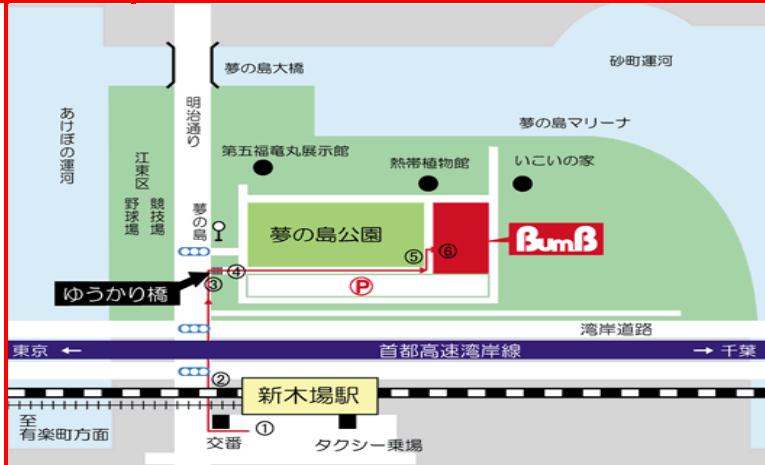 砂町運河
夢の島大橋
あけぼの運河
明治通り
夢の島マリーナ
江東区
野球場
競技場
第五福竜丸展示館
熱帯植物館
いこいの家
夢の島
夢の島公園
BumB
⑤
⑥
③
④
ゆうかり橋
P
湾岸道路
東京 ←
首都高速湾岸線
→ 千葉
②
新木場駅
至
有楽町方面
交番
①
タクシー乗場